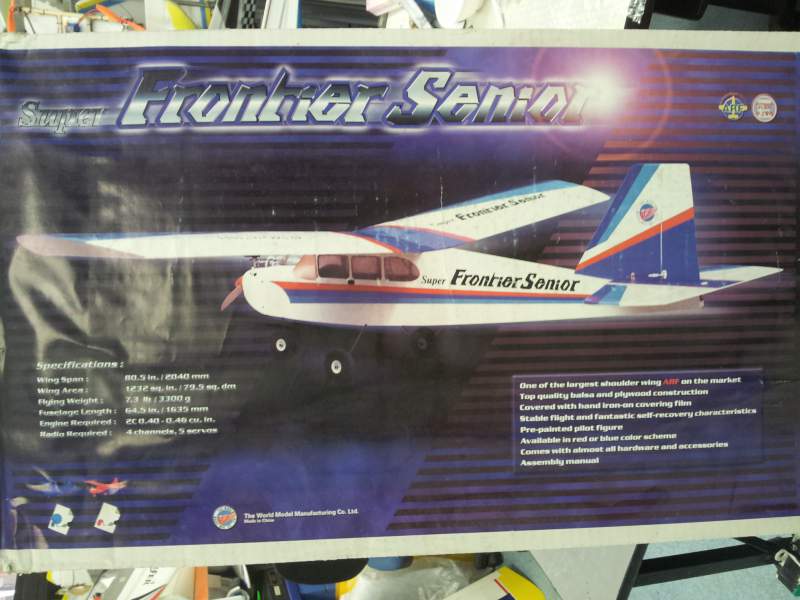 Super Frontier Senior
ARF
Frontier Senior
Super Frontier Senior
Specifications :
Wing Span : 80.5 in. / 2040 mm
Wing Area : 1232 sq. in. / 79.5 sq. dm
Flying Weight : 7.3 lb / 3300 g
Fuselage Length : 64.5 in. / 1635 mm
Engine Required : 2C 0.40 - 0.46 cu. in.
Radio Required : 4 channels, 5 servos
One of the largest shoulder wing ARF on the market
Top quality balsa and plywood construction
Covered with hand iron-on covering film
Stable flight and fantastic self-recovery characteristics
Pre-painted pilot figure
Available in red or blue color scheme
Comes with almost all hardware and accessories
Assembly manual
The World Model Manufacturing Co. Ltd.
Made in China